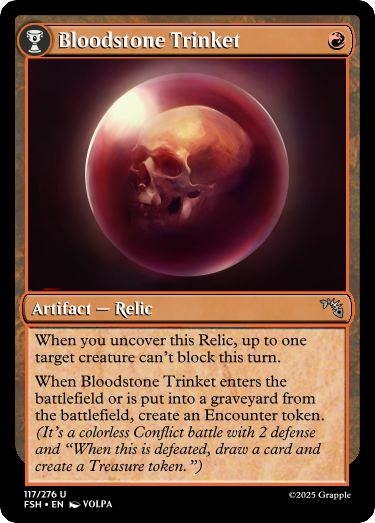 Bloodstone Trinket
Artifact — Relic
When you uncover this Relic, up to one
target creature can't block this turn.
When Bloodstone Trinket enters the
battlefield or is put into a graveyard from
the battlefield, create an Encounter token.
(It's a colorless Conflict battle with 2 defense
and “When this is defeated, draw a card and
create a Treasure token.”)
117/276 U
FSH • EN VOLPA
©2025 Grapple